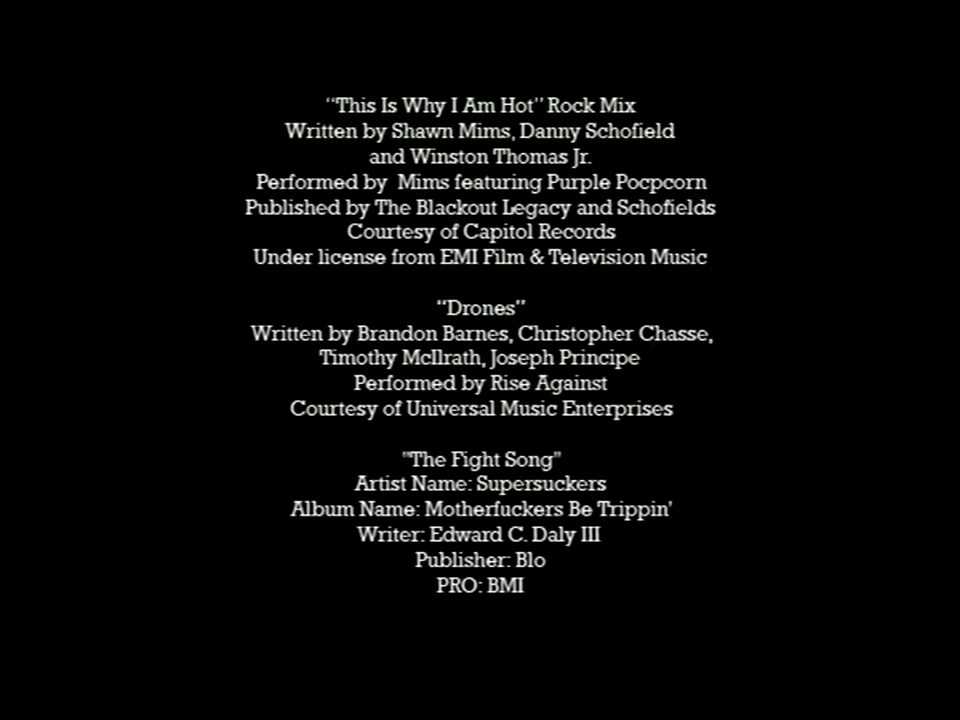 “This Is Why I Am Hot” Rock Mix
Written by Shawn Mims, Danny Schofield
and Winston Thomas Jr.
Performed by Mims featuring Purple Pocpcorn
Published by The Blackout Legacy and Schofields
Courtesy of Capitol Records
Under license from EMI Film & Television Music
“Drones”
Written by Brandon Barnes, Christopher Chasse,
Timothy McIlrath, Joseph Principe
Performed by Rise Against
Courtesy of Universal Music Enterprises
"The Fight Song"
Artist Name: Supersuckers
Album Name: Motherfuckers Be Trippin'
Writer: Edward C. Daly III
Publisher: Blo
PRO: BMI